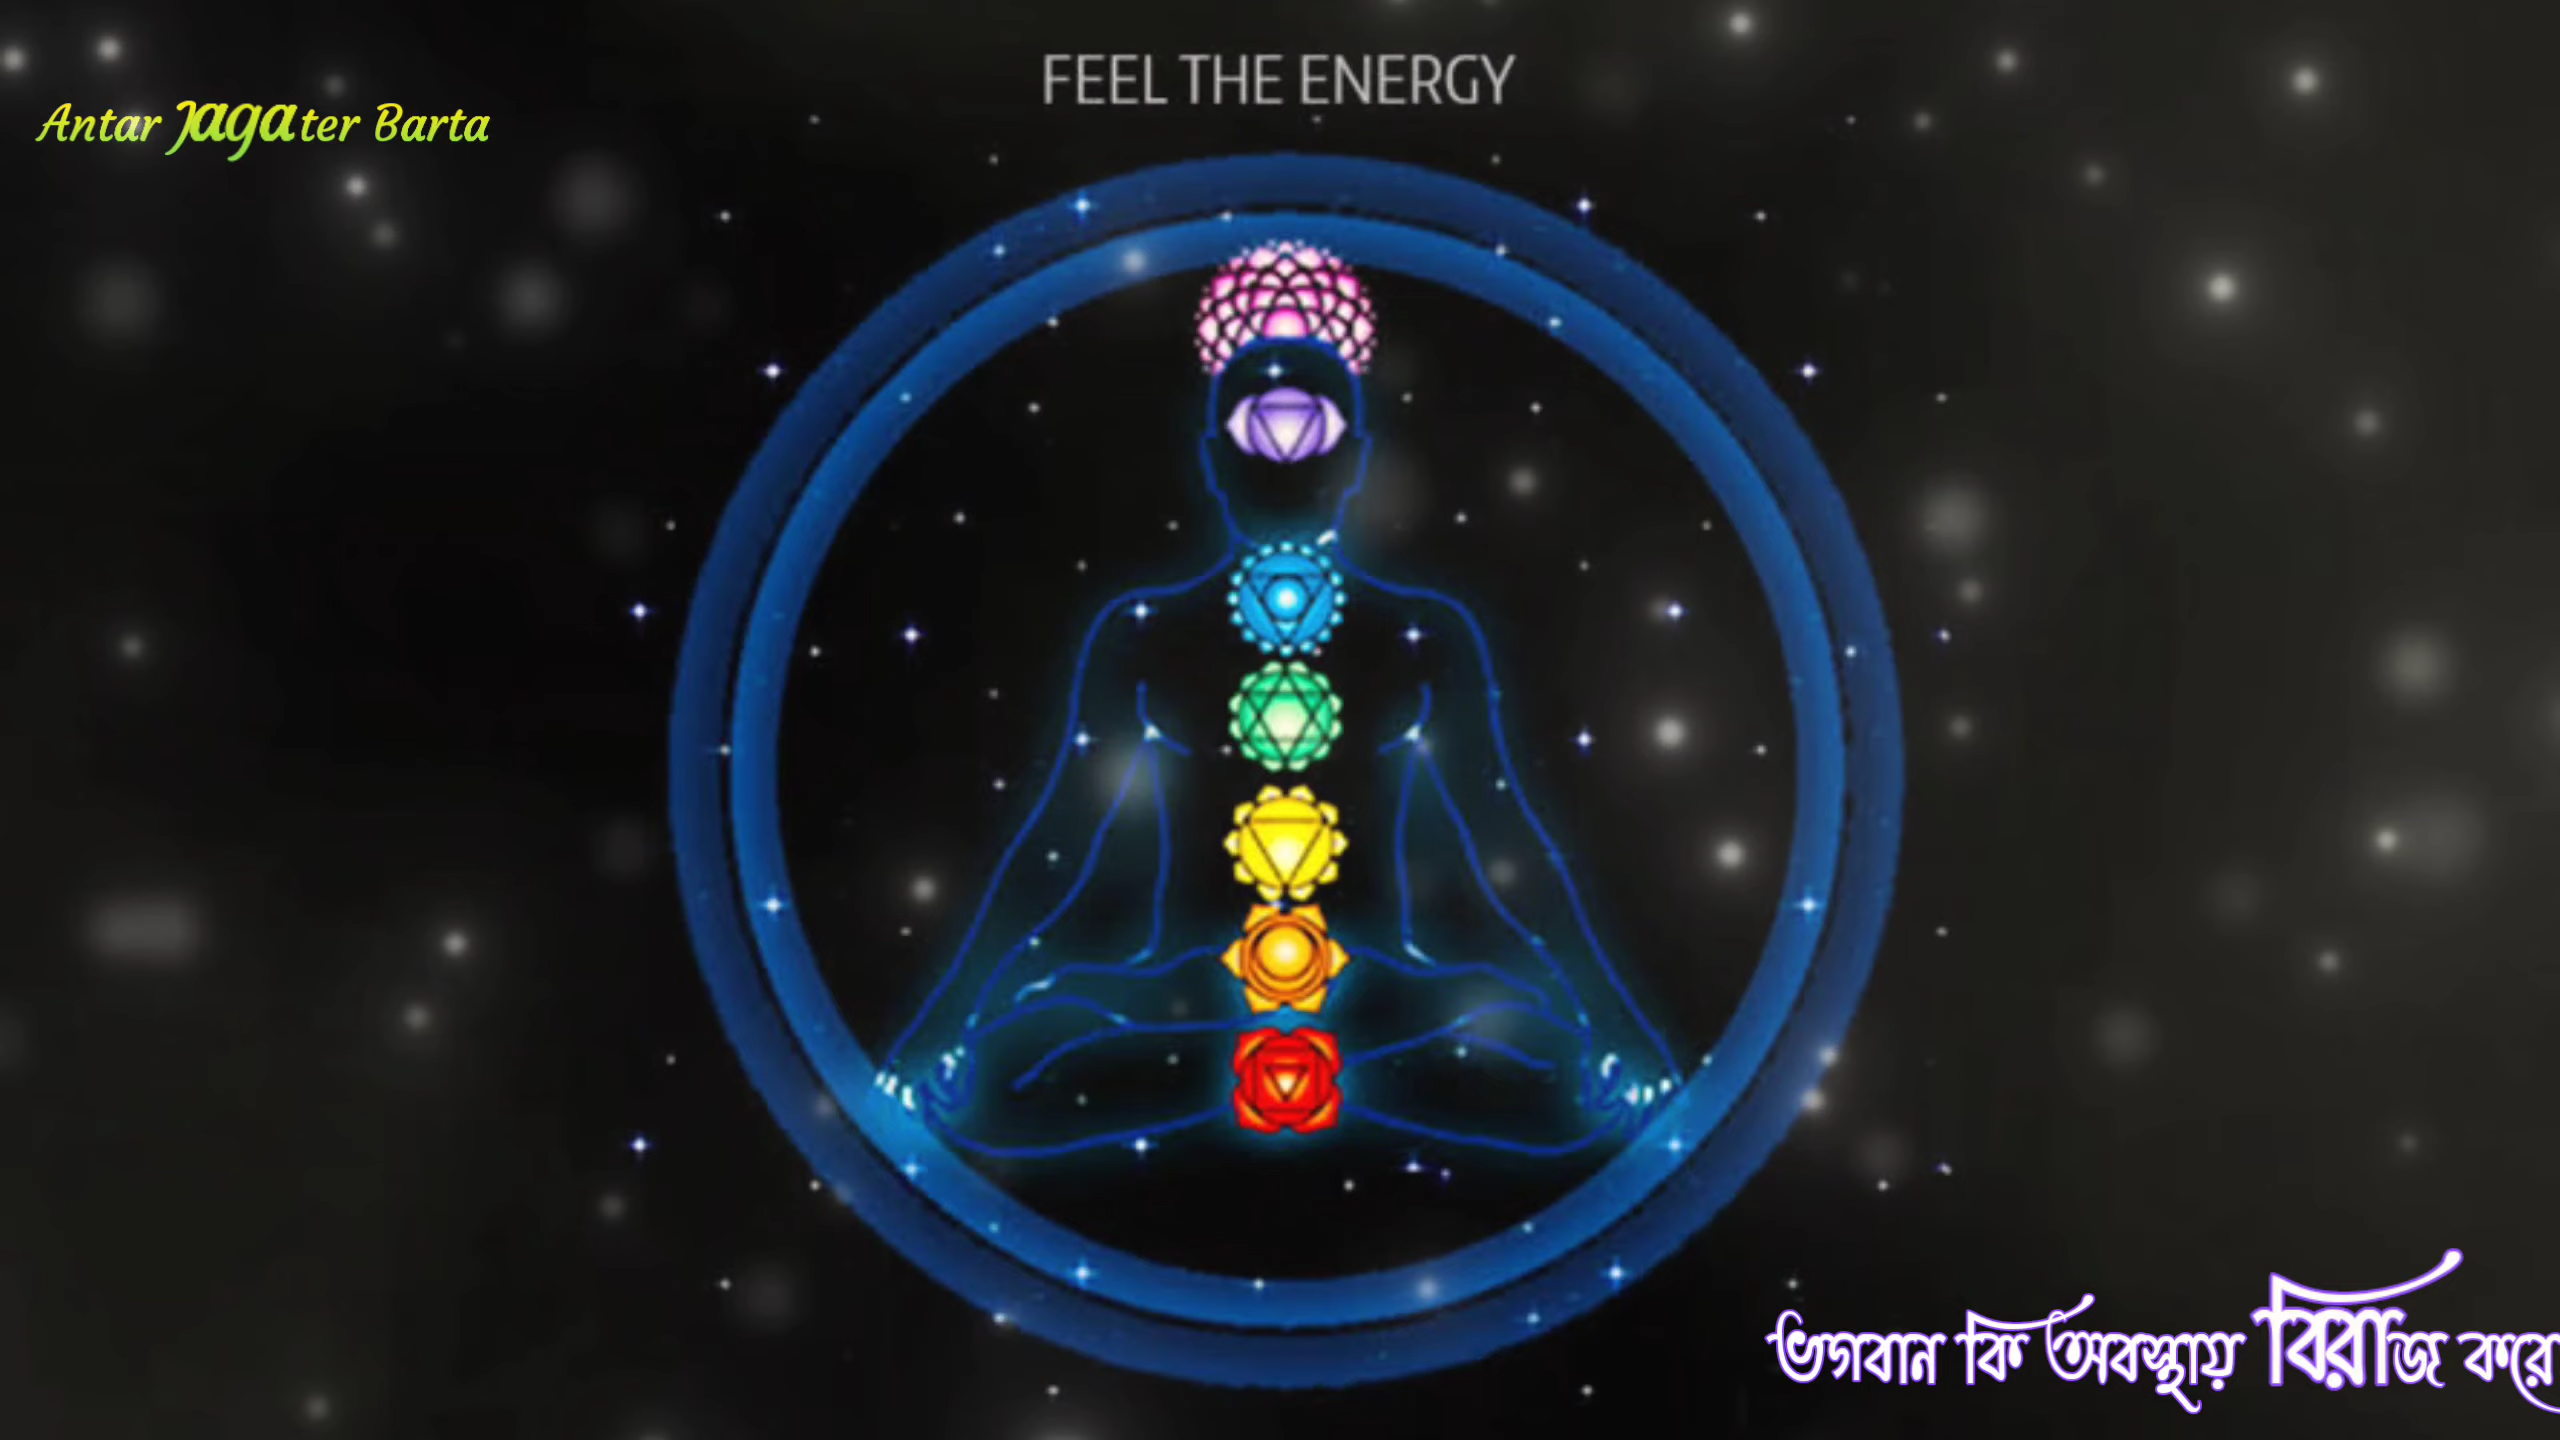 FEEL THE ENERGY
Antar Jagater Barta
ভগবান কি অবস্থায় বিরাজ করে